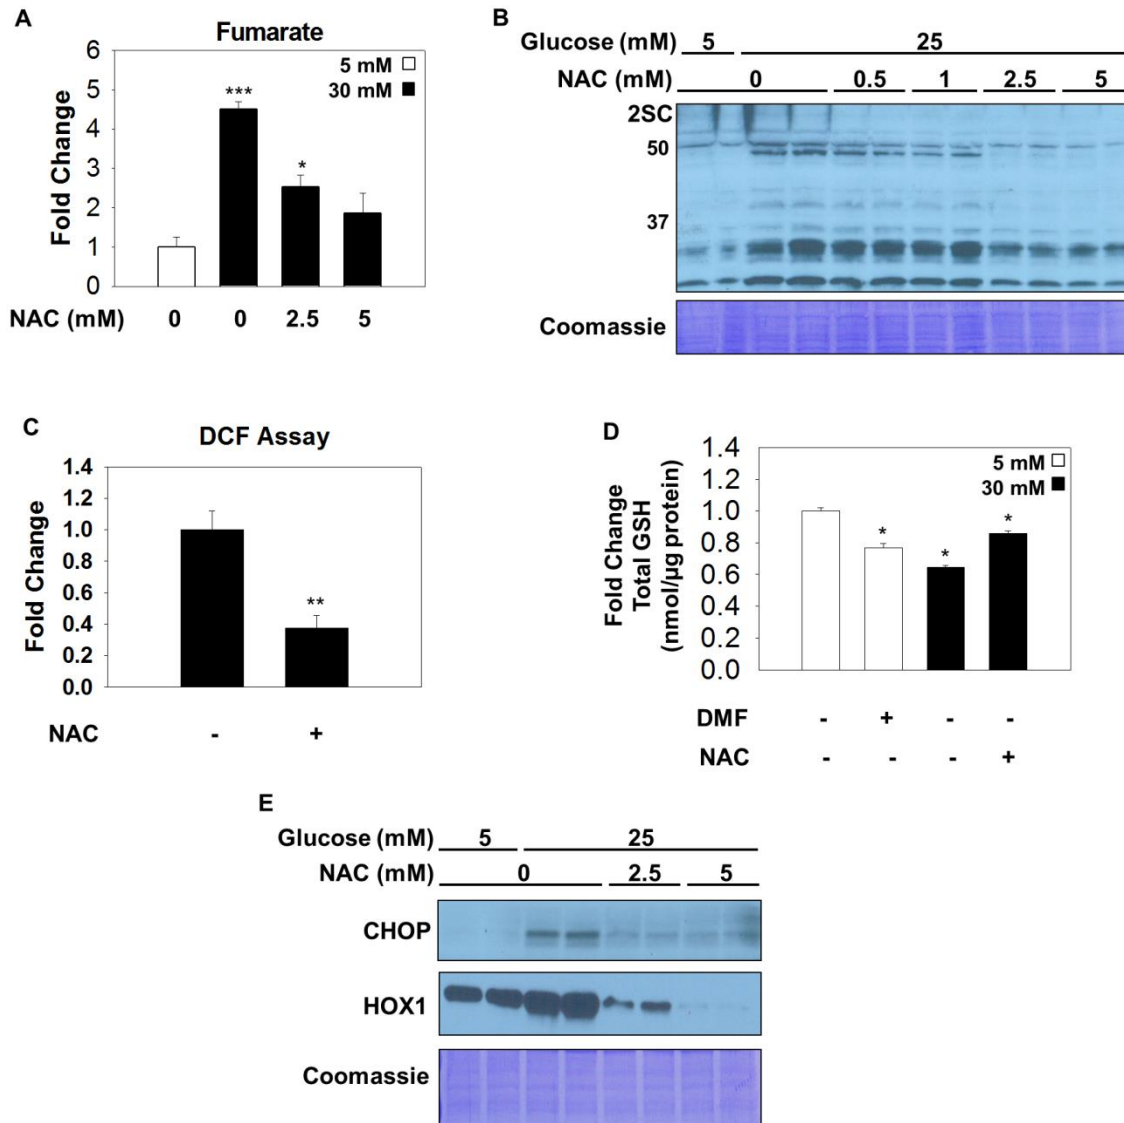 A
Fumarate
6
5
4
3
2
1
0
Fold Change
5 mM
30 mM
***
*
NAC (mM) 0 0 2.5 5
B
Glucose (mM) 5 25
NAC (mM) 0 0.5 1 2.5 5
2SC
50
37
Coomassie
C
DCF Assay
1.4
1.2
1.0
0.8
0.6
0.4
0.2
0.0
Fold Change
**
NAC - +
D
1.4
1.2
1.0
0.8
0.6
0.4
0.2
0.0
Fold Change
Total GSH
(nmol/µg protein)
5 mM
30 mM
*
*
*
DMF - + - -
NAC - - - +
E
Glucose (mM) 5 25
NAC (mM) 0 2.5 5
CHOP
HOX1
Coomassie